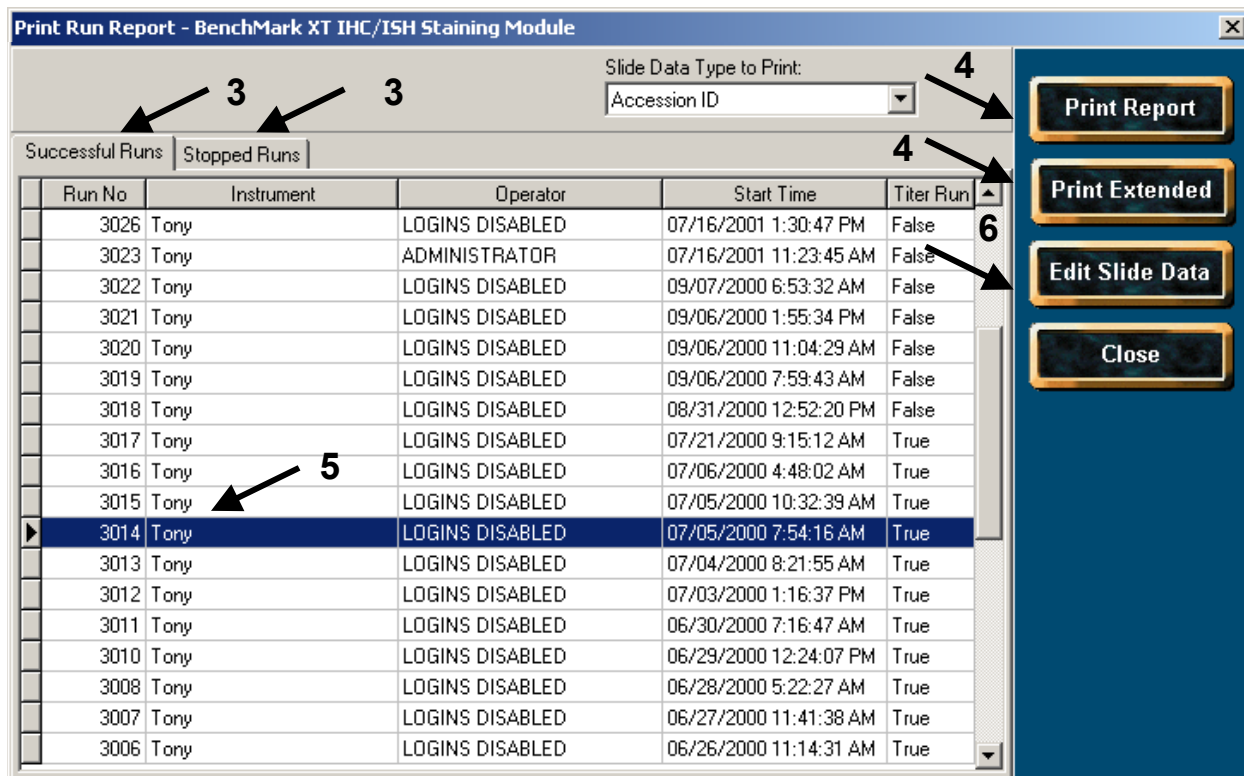 Print Run Report - BenchMark XT IHC/ISH Staining Module
Slide Data Type to Print:
Accession ID
3 3 4
Successful Runs Stopped Runs
4
Run No Instrument Operator Start Time Titer Run
3026 Tony LOGINS DISABLED 07/16/2001 1:30:47 PM False
6
3023 Tony ADMINISTRATOR 07/16/2001 11:23:45 AM False
3022 Tony LOGINS DISABLED 09/07/2000 6:53:32 AM False
3021 Tony LOGINS DISABLED 09/06/2000 1:55:34 PM False
3020 Tony LOGINS DISABLED 09/06/2000 11:04:29 AM False
3019 Tony LOGINS DISABLED 09/06/2000 7:59:43 AM False
3018 Tony LOGINS DISABLED 08/31/2000 12:52:20 PM False
3017 Tony LOGINS DISABLED 07/21/2000 9:15:12 AM True
3016 Tony LOGINS DISABLED 07/06/2000 4:48:02 AM True
5
3015 Tony LOGINS DISABLED 07/05/2000 10:32:39 AM True
3014 Tony LOGINS DISABLED 07/05/2000 7:54:16 AM True
3013 Tony LOGINS DISABLED 07/04/2000 8:21:55 AM True
3012 Tony LOGINS DISABLED 07/03/2000 1:16:37 PM True
3011 Tony LOGINS DISABLED 06/30/2000 7:16:47 AM True
3010 Tony LOGINS DISABLED 06/29/2000 12:24:07 PM True
3008 Tony LOGINS DISABLED 06/28/2000 5:22:27 AM True
3007 Tony LOGINS DISABLED 06/27/2000 11:41:38 AM True
3006 Tony LOGINS DISABLED 06/26/2000 11:14:31 AM True
Print Report
Print Extended
Edit Slide Data
Close